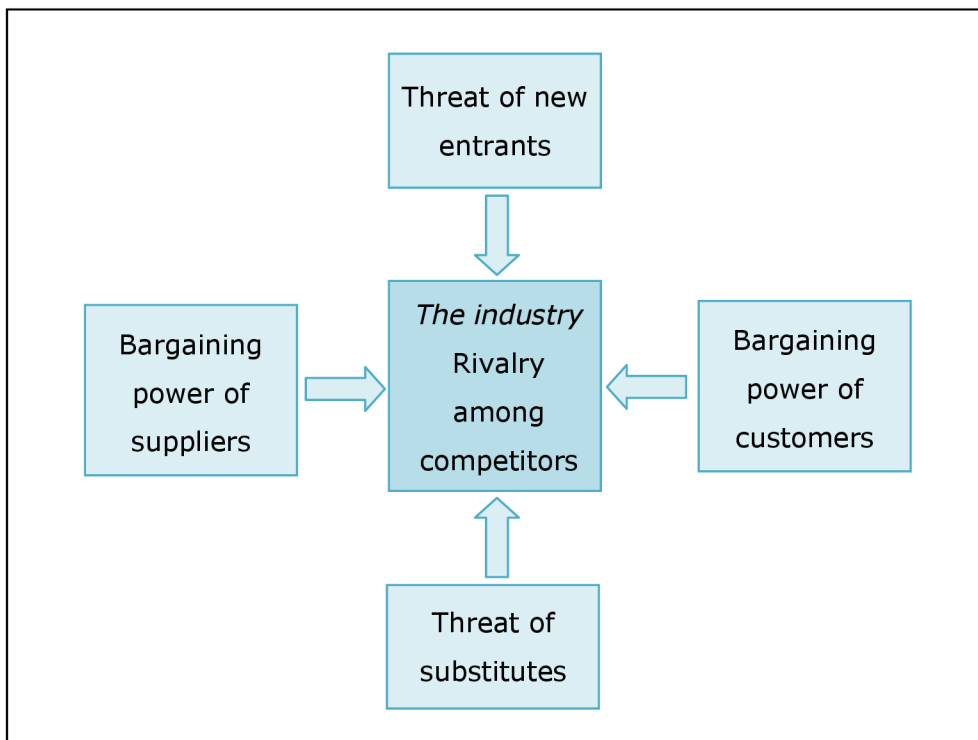 Threat of new
entrants
Bargaining
power of
suppliers
The industry
Rivalry
among
competitors
Bargaining
power of
customers
Threat of
substitutes